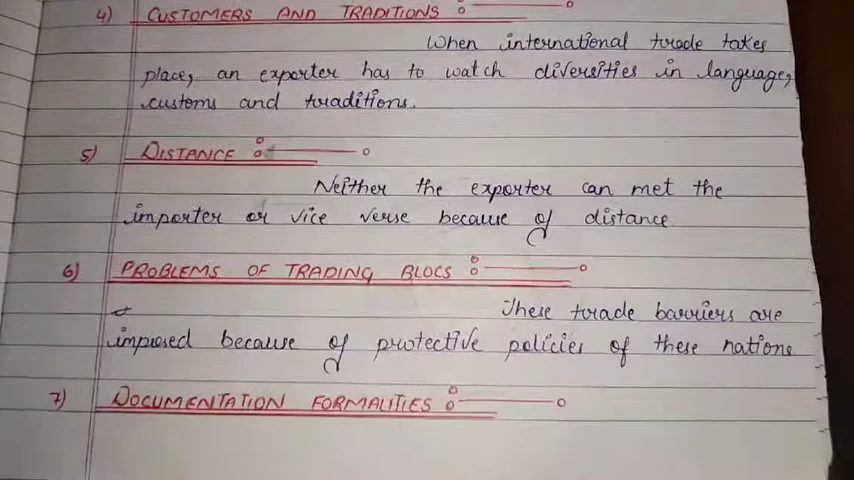 4) CUSTOMERS AND TRADITIONS
When international trade takes
place, an exporter has to watch diversities in language,
customs and traditions.
5) DISTANCE
Neither the exporter can met the
importer or vice verse because of distance
6) PROBLEMS OF TRADING BLOCS
These trade barriers are
imposed because of protective policies of these nations
7) DOCUMENTATION FORMALITIES